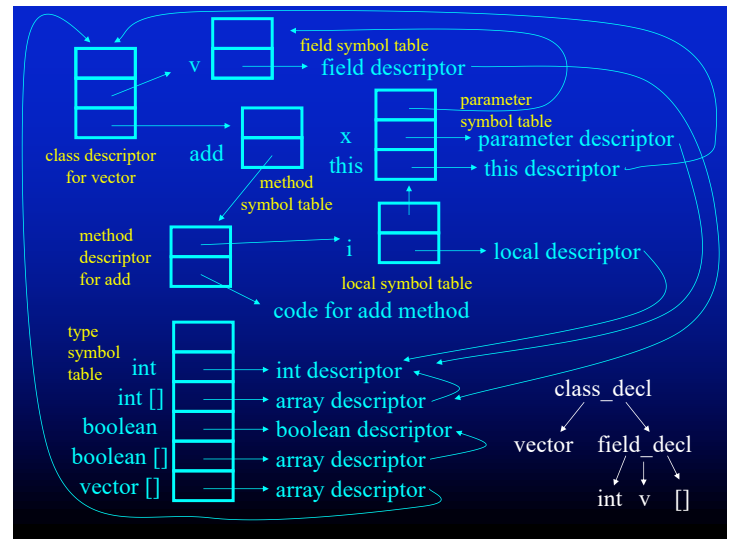 field symbol table
v
field descriptor
class descriptor
for vector
add
method
symbol table
parameter
symbol table
x
parameter descriptor
this
this descriptor
method
descriptor
for add
i
local descriptor
local symbol table
code for add method
type
symbol
table
int
int descriptor
int []
array descriptor
boolean
boolean descriptor
boolean []
array descriptor
vector []
array descriptor
class_decl
vector
field_decl
int
v
[]